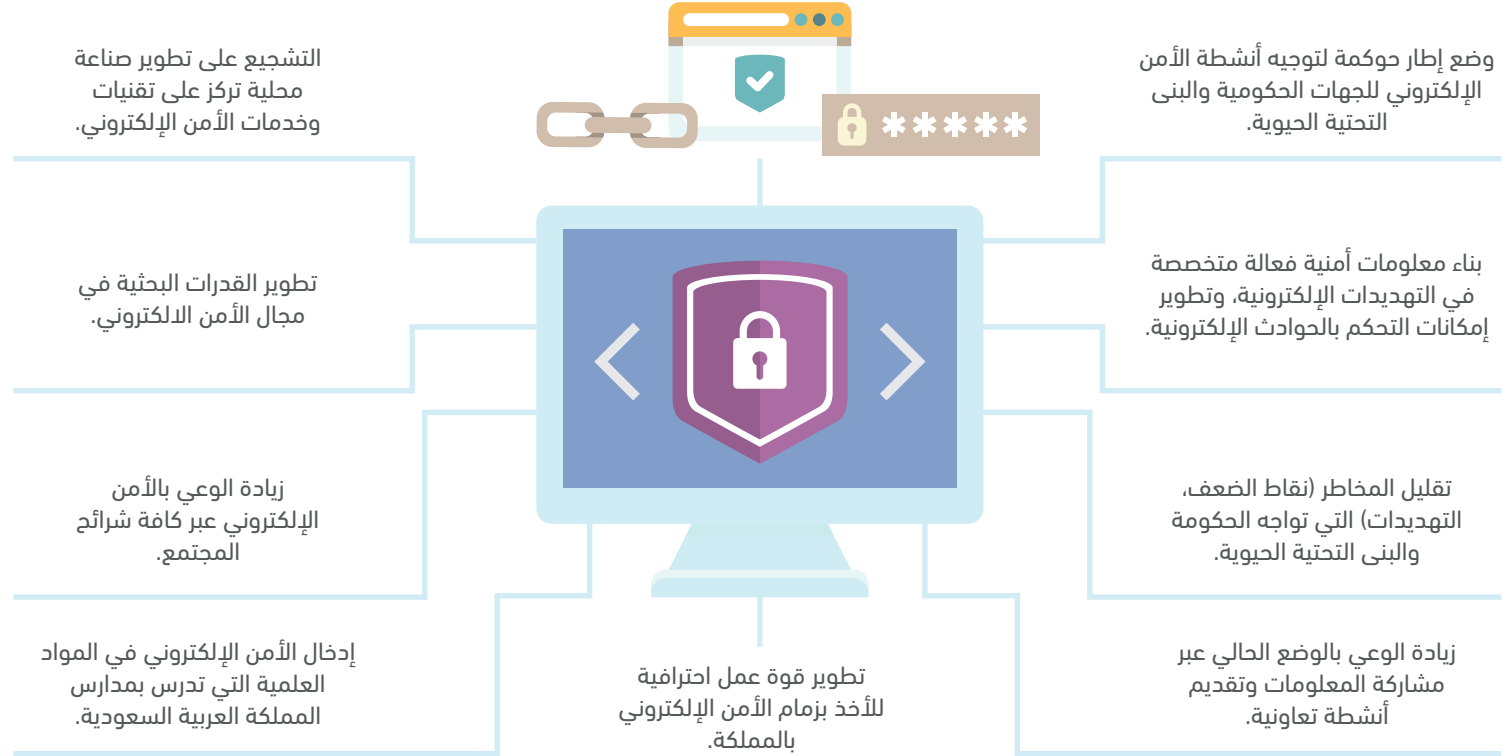 وضع إطار حوكمة لتوجيه أنشطة الأمن
الإلكتروني للجهات الحكومية والبنى
التحتية الحيوية.
بناء معلومات أمنية فعالة متخصصة
في التهديدات الإلكترونية، وتطوير
إمكانات التحكم بالحوادث الإلكترونية.
تقليل المخاطر (نقاط الضعف،
التهديدات) التي تواجه الحكومة
والبنى التحتية الحيوية.
زيادة الوعي بالوضع الحالي عبر
مشاركة المعلومات وتقديم
أنشطة تعاونية.
*****
تطوير قوة عمل احترافية
للأخذ بزمام الأمن الإلكتروني
بالمملكة.
التشجيع على تطوير صناعة
محلية تركز على تقنيات
وخدمات الأمن الإلكتروني.
تطوير القدرات البحثية في
مجال الأمن الالكتروني.
زيادة الوعي بالأمن
الإلكتروني عبر كافة شرائح
المجتمع.
إدخال الأمن الإلكتروني في المواد
العلمية التي تدرس بمدارس
المملكة العربية السعودية.